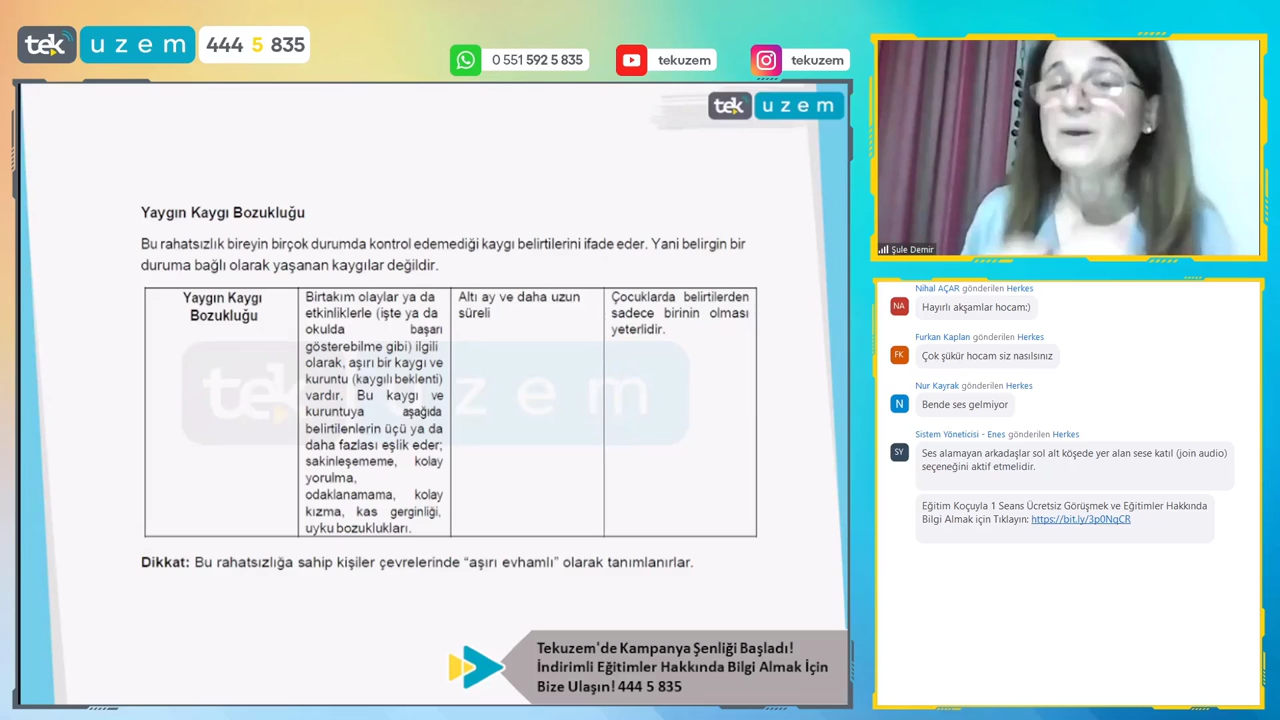 tek uzem 444 5 835
0 551 592 5 835
tekuzem
tekuzem
tek uzem
Yaygın Kaygı Bozukluğu
Bu rahatsızlık bireyin birçok durumda kontrol edemediği kaygı belirtilerini ifade eder. Yani belirgin bir
duruma bağlı olarak yaşanan kaygılar değildir.
Yaygın Kaygı
Bozukluğu
Birtakım olaylar ya da
etkinliklerle (işte ya da
okulda başarı
gösterebilme gibi) ilgili
olarak, aşırı bir kaygı ve
kuruntu (kaygılı beklenti)
vardır. Bu kaygı ve
kuruntuya aşağıda
belirtilenlerin üçü ya da
daha fazlası eşlik eder;
sakinleşememe, kolay
yorulma,
odaklanamama, kolay
kızma, kas gerginliği,
uyku bozuklukları.
Altı ay ve daha uzun
süreli
Çocuklarda belirtilerden
sadece birinin olması
yeterlidir.
tek uzem
Dikkat: Bu rahatsızlığa sahip kişiler çevrelerinde “aşırı evhamlı” olarak tanımlanırlar.
Tekuzem'de Kampanya Şenliği Başladı!
İndirimli Eğitimler Hakkında Bilgi Almak İçin
Bize Ulaşın! 444 5 835
Şule Demir
Nihal AÇAR gönderilen Herkes
NA
Hayırlı akşamlar hocam:)
Furkan Kaplan gönderilen Herkes
FK
Çok şükür hocam siz nasılsınız
Nur Kayrak gönderilen Herkes
N
Bende ses gelmiyor
Sistem Yöneticisi - Enes gönderilen Herkes
SY
Ses alamayan arkadaşlar sol alt köşede yer alan sese katıl (join audio)
seçeneğini aktif etmelidir.
Eğitim Koçuyla 1 Seans Ücretsiz Görüşmek ve Eğitimler Hakkında
Bilgi Almak için Tıklayın: https://bit.ly/3p0NqCR